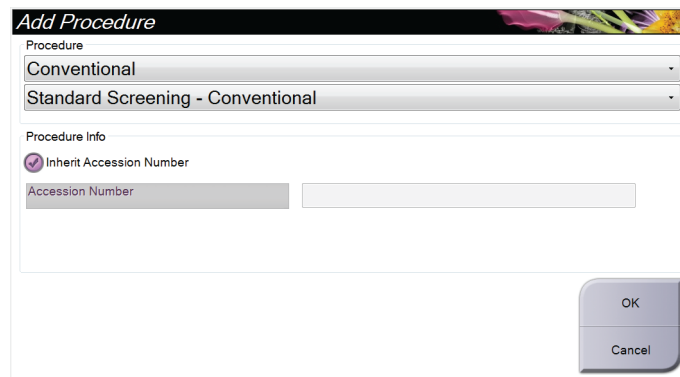 Add Procedure
Procedure
Conventional
Standard Screening - Conventional
Procedure Info
Inherit Accession Number
Accession Number
OK
Cancel